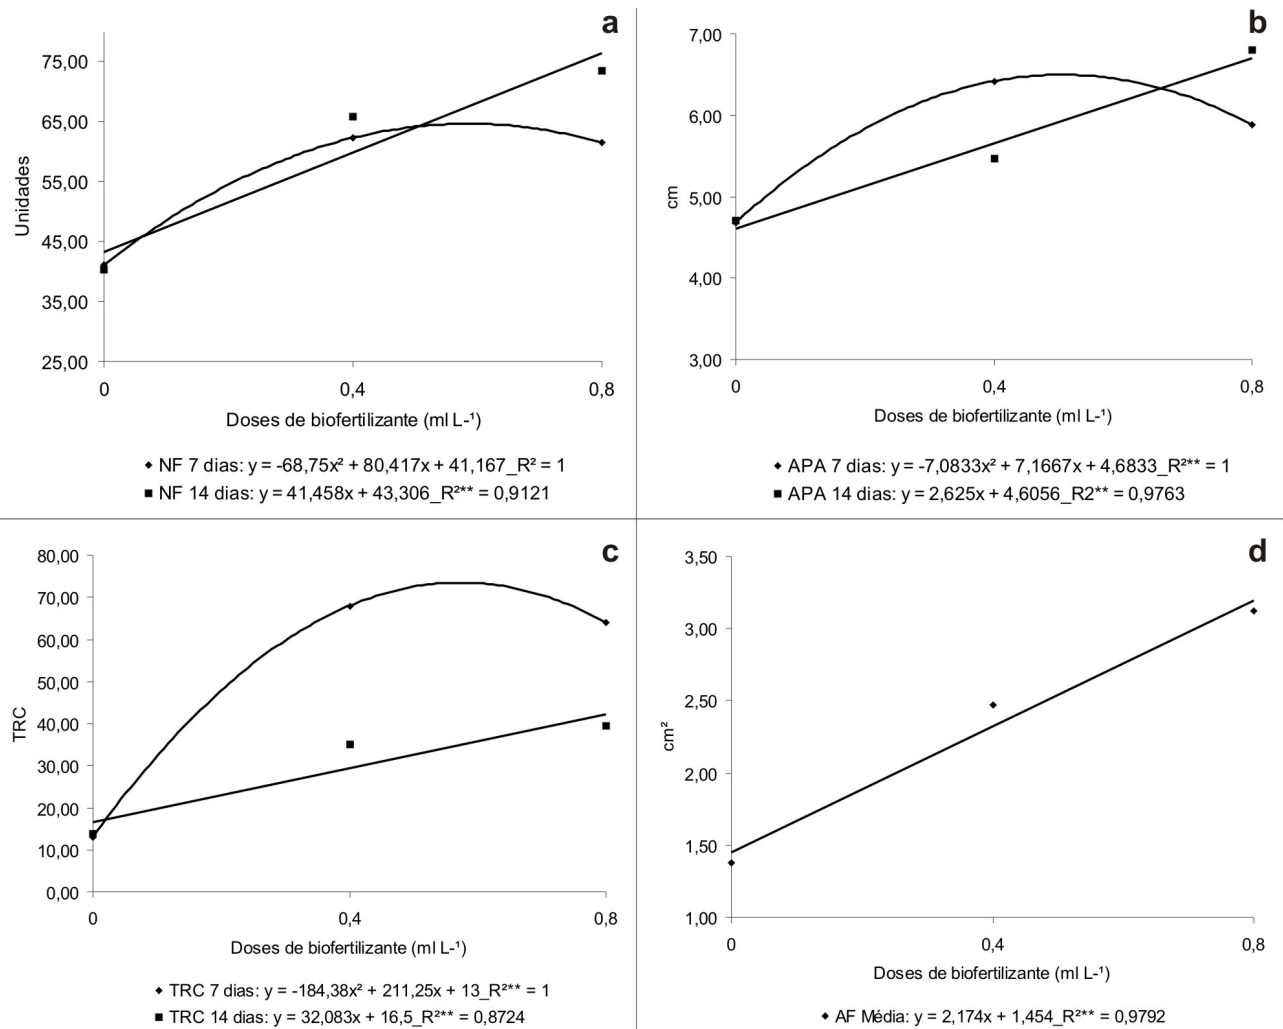 a
75,00
65,00
55,00
45,00
35,00
25,00
Unidades
0
0,4
0,8
Doses de biofertilizante (ml L-¹)
NF 7 dias: y = -68,75x² + 80,417x + 41,167_R² = 1
NF 14 dias: y = 41,458x + 43,306_R²** = 0,9121
b
7,00
6,00
5,00
4,00
3,00
cm
0
0,4
0,8
Doses de biofertilizante (ml L-¹)
APA 7 dias: y = -7,0833x² + 7,1667x + 4,6833_R²** = 1
APA 14 dias: y = 2,625x + 4,6056_R2** = 0,9763
c
80,00
70,00
60,00
50,00
40,00
30,00
20,00
10,00
0,00
TRC
0
0,4
0,8
Doses de biofertilizante (ml L-¹)
TRC 7 dias: y = -184,38x² + 211,25x + 13_R²** = 1
TRC 14 dias: y = 32,083x + 16,5_R²** = 0,8724
d
3,50
3,00
2,50
2,00
1,50
1,00
cm²
0
0,4
0,8
Doses de biofertilizante (ml L-¹)
AF Média: y = 2,174x + 1,454_R²** = 0,9792